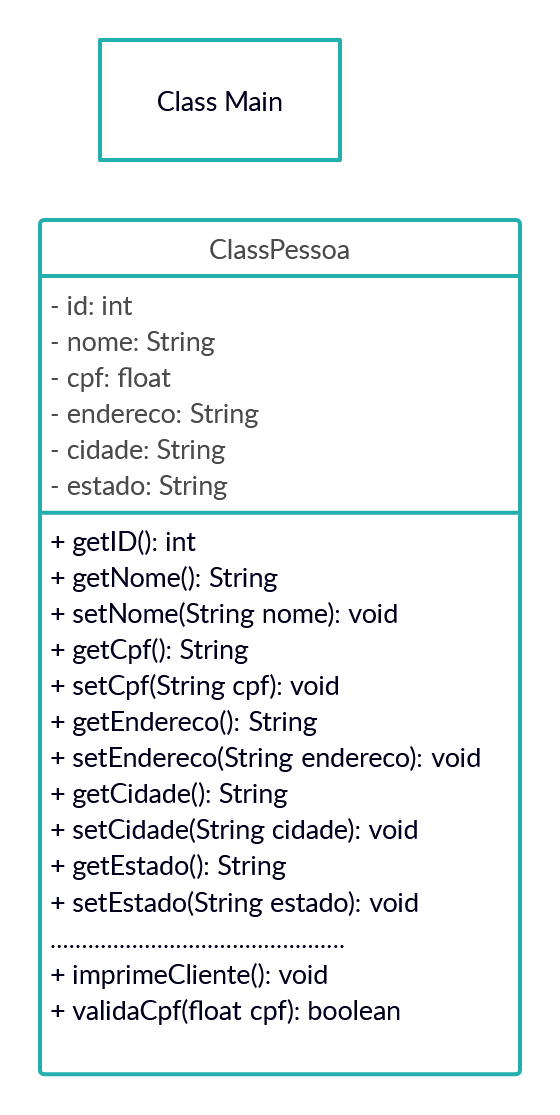 Class Main
ClassPessoa
- id: int
- nome: String
- cpf: float
- endereco: String
- cidade: String
- estado: String
+ getID(): int
+ getNome(): String
+ setNome(String nome): void
+ getCpf(): String
+ setCpf(String cpf): void
+ getEndereco(): String
+ setEndereco(String endereco): void
+ getCidade(): String
+ setCidade(String cidade): void
+ getEstado(): String
+ setEstado(String estado): void
...............................................
+ imprimeCliente(): void
+ validaCpf(float cpf): boolean